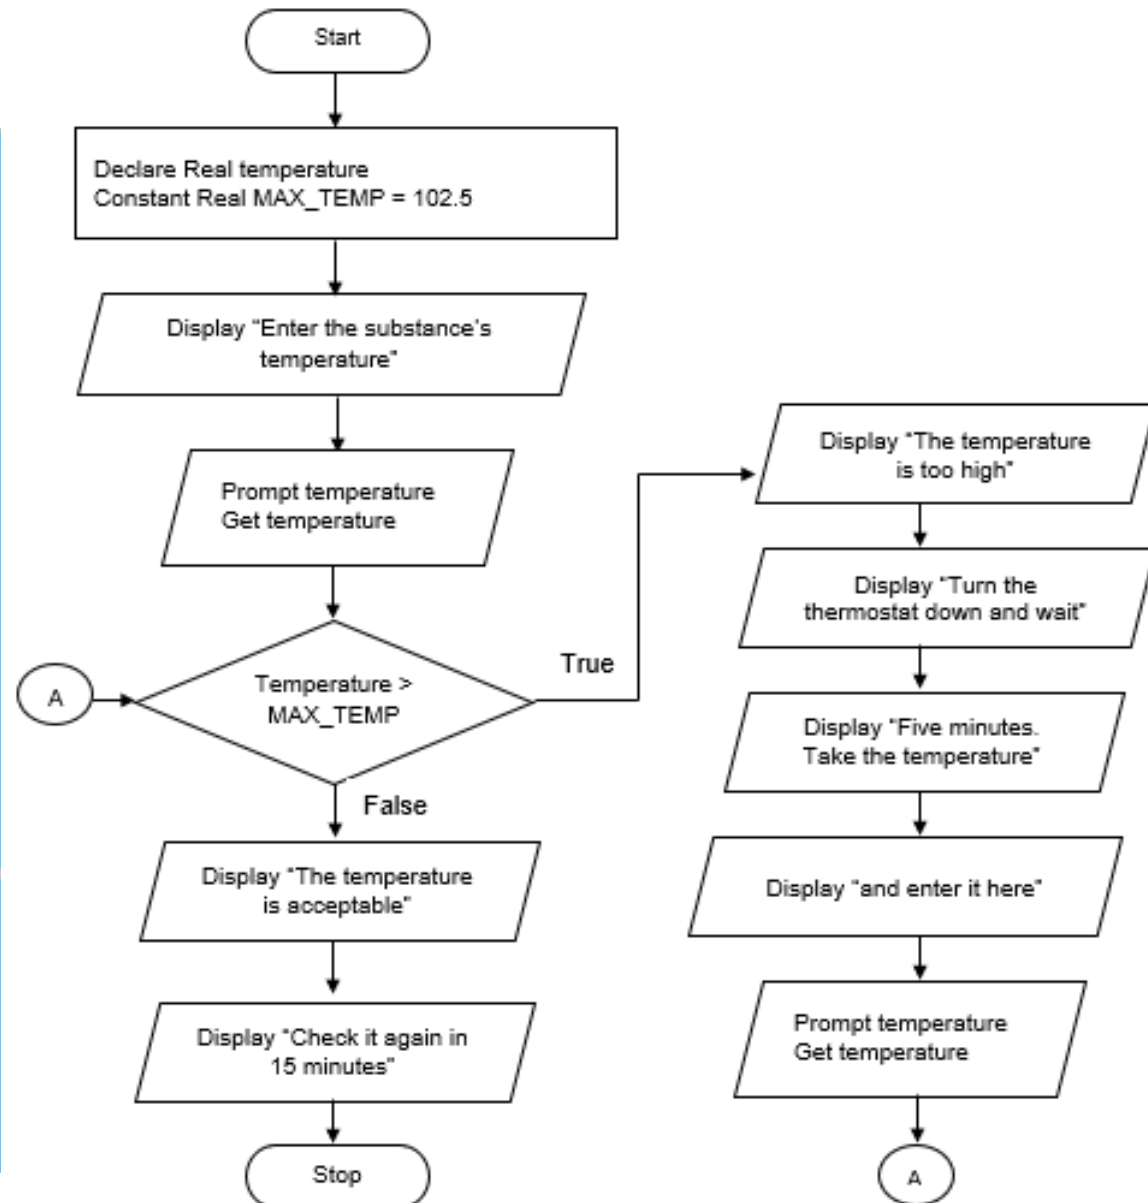 Start
Declare Real temperature
Constant Real MAX_TEMP = 102.5
Display "Enter the substance's
temperature"
Prompt temperature
Get temperature
A
Temperature >
MAX_TEMP
True
False
Display "The temperature
is acceptable"
Display "Check it again in
15 minutes"
Stop
Display "The temperature
is too high"
Display "Turn the
thermostat down and wait"
Display "Five minutes.
Take the temperature"
Display "and enter it here"
Prompt temperature
Get temperature
A